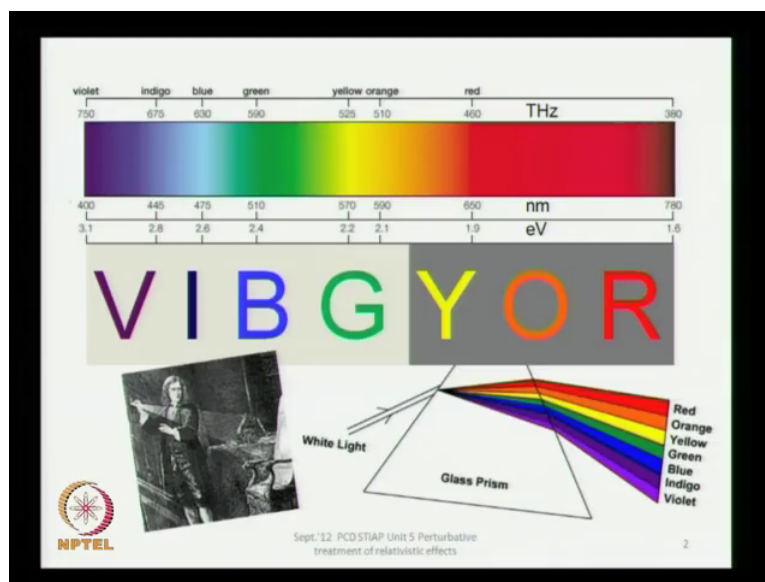 violet indigo blue green yellow orange red
750 675 630 590 525 510 460 THz 380
400 445 475 510 570 590 650 nm 780
3.1 2.8 2.6 2.4 2.2 2.1 1.9 eV 1.6
VIBGYOR
White Light
Glass Prism
Red
Orange
Yellow
Green
Blue
Indigo
Violet
NPTEL
Sept.'12 PCD STIAP Unit 5 Perturbative
treatment of relativistic effects
2